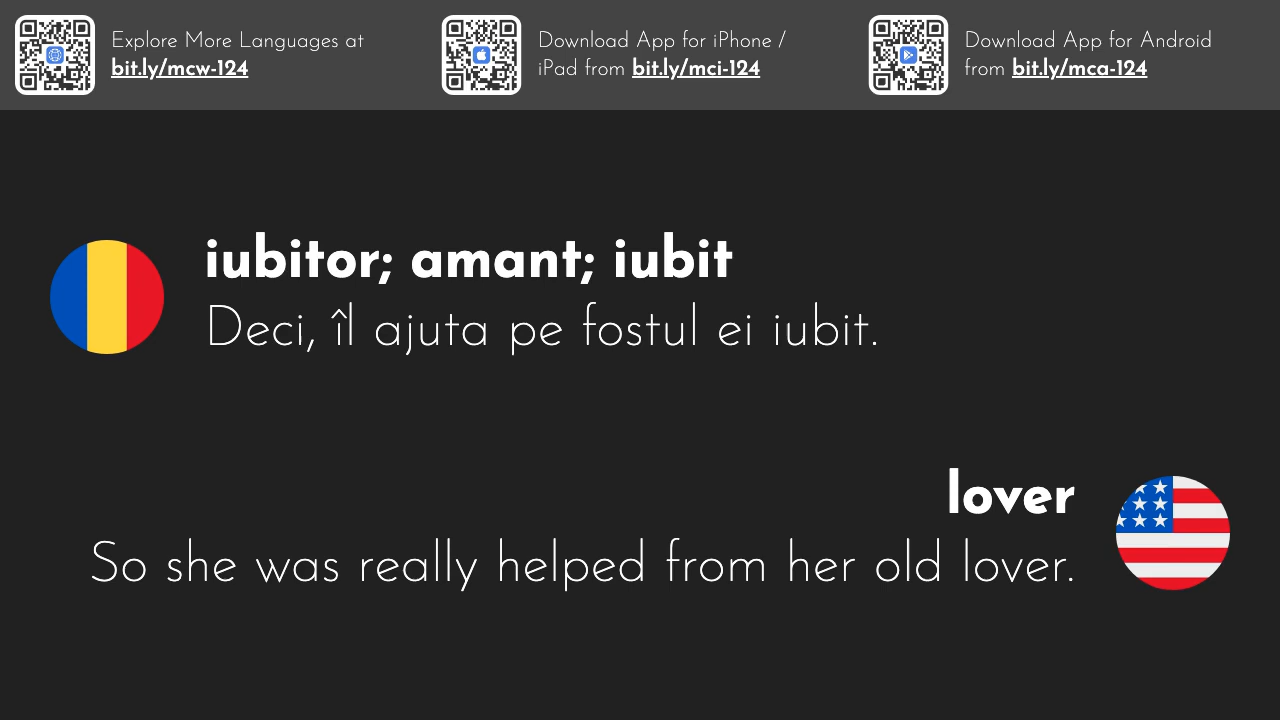 Explore More Languages at
bit.ly/mcw-124
Download App for iPhone /
iPad from bit.ly/mci-124
Download App for Android
from bit.ly/mca-124
iubitor; amant; iubit
Deci, îl ajuta pe fostul ei iubit.
lover
So she was really helped from her old lover.